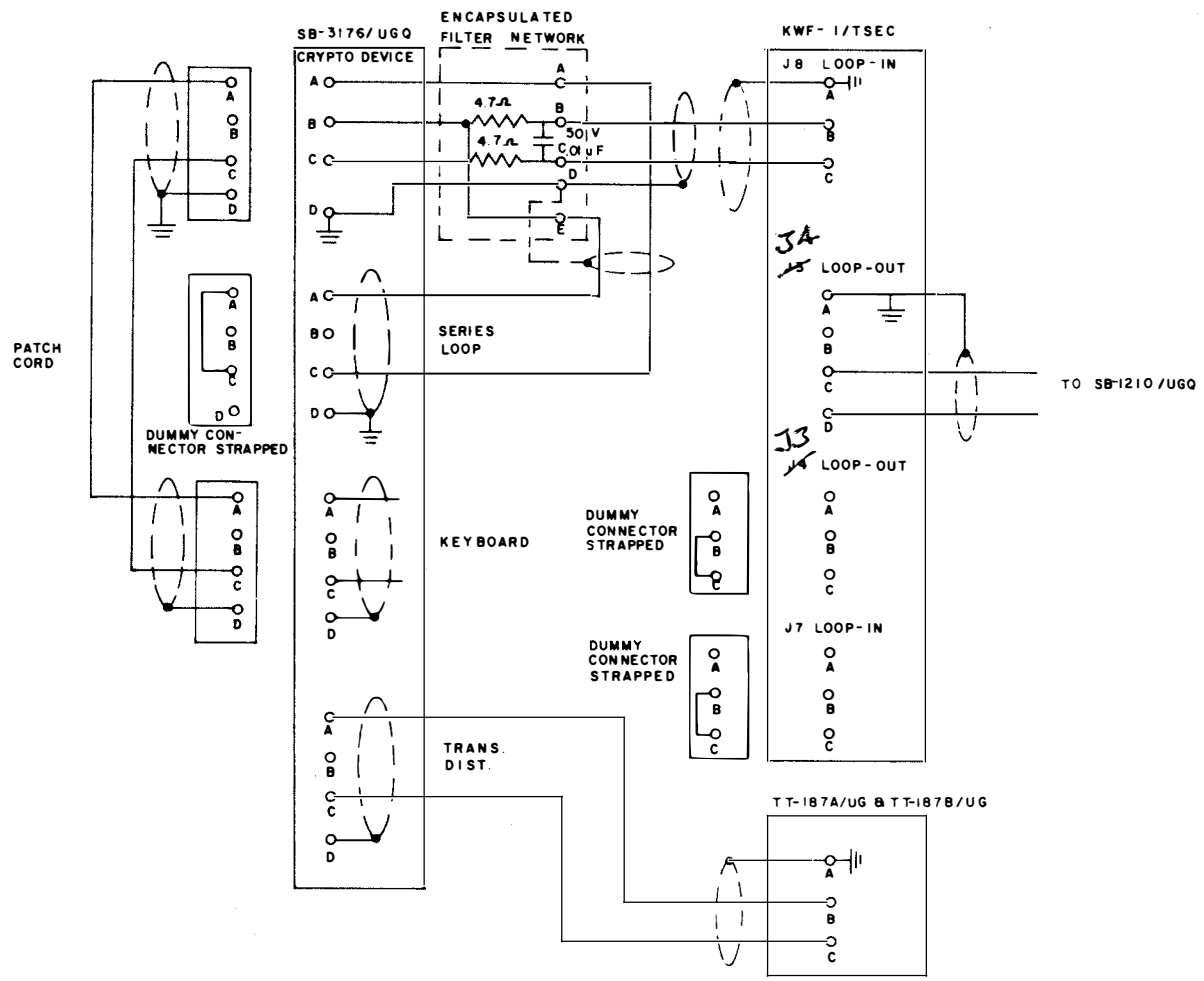 SB-3176/UGQ
CRYPTO DEVICE
ENCAPSULATED
FILTER NETWORK
KWF-1/TSEC
J8 LOOP-IN
A
B
C
D
A
B
C
D
4.7Ω
4.7Ω
A
B
50V
C .01uF
D
E
A
B
C
J4
J3 LOOP-OUT
A
B
C
D
TO SB-1210/UGQ
PATCH
CORD
A
B
C
D
DUMMY CON-
NECTOR STRAPPED
A
B
C
D
SERIES
LOOP
J3
J4 LOOP-OUT
A
B
C
A
B
C
D
A
B
C
D
KEYBOARD
DUMMY
CONNECTOR
STRAPPED
A
B
C
J7 LOOP-IN
A
B
C
DUMMY
CONNECTOR
STRAPPED
A
B
C
A
B
C
D
TRANS.
DIST.
TT-187A/UG & TT-187B/UG
A
B
C